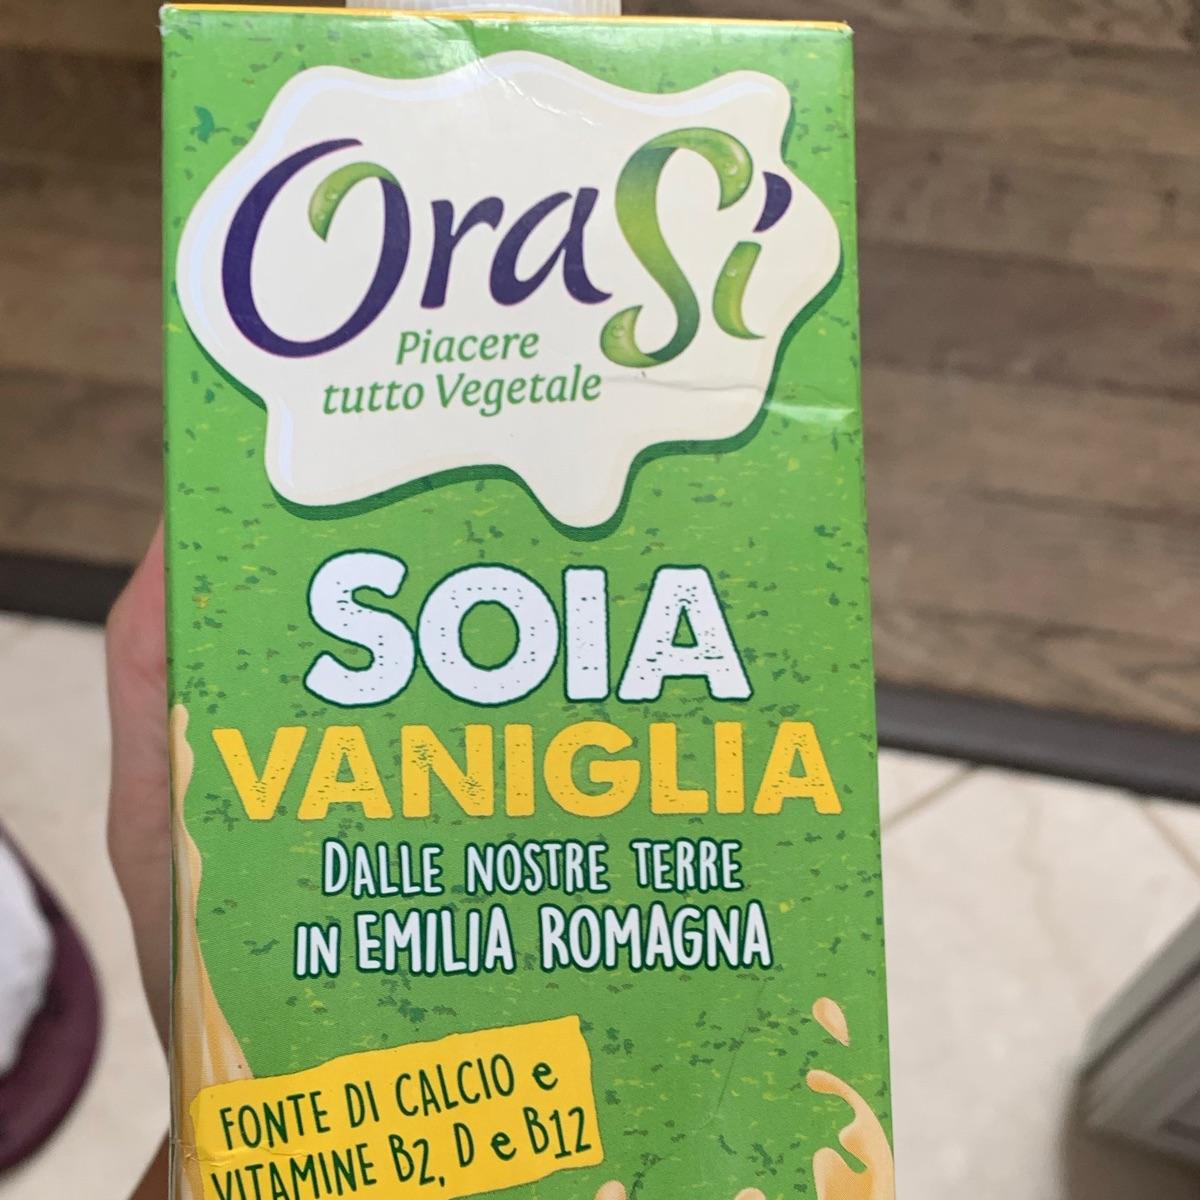 OraSì
Piacere
tutto Vegetale
SOIA
VANIGLIA
DALLE NOSTRE TERRE
IN EMILIA ROMAGNA
FONTE DI CALCIO e
VITAMINE B2, D e B12